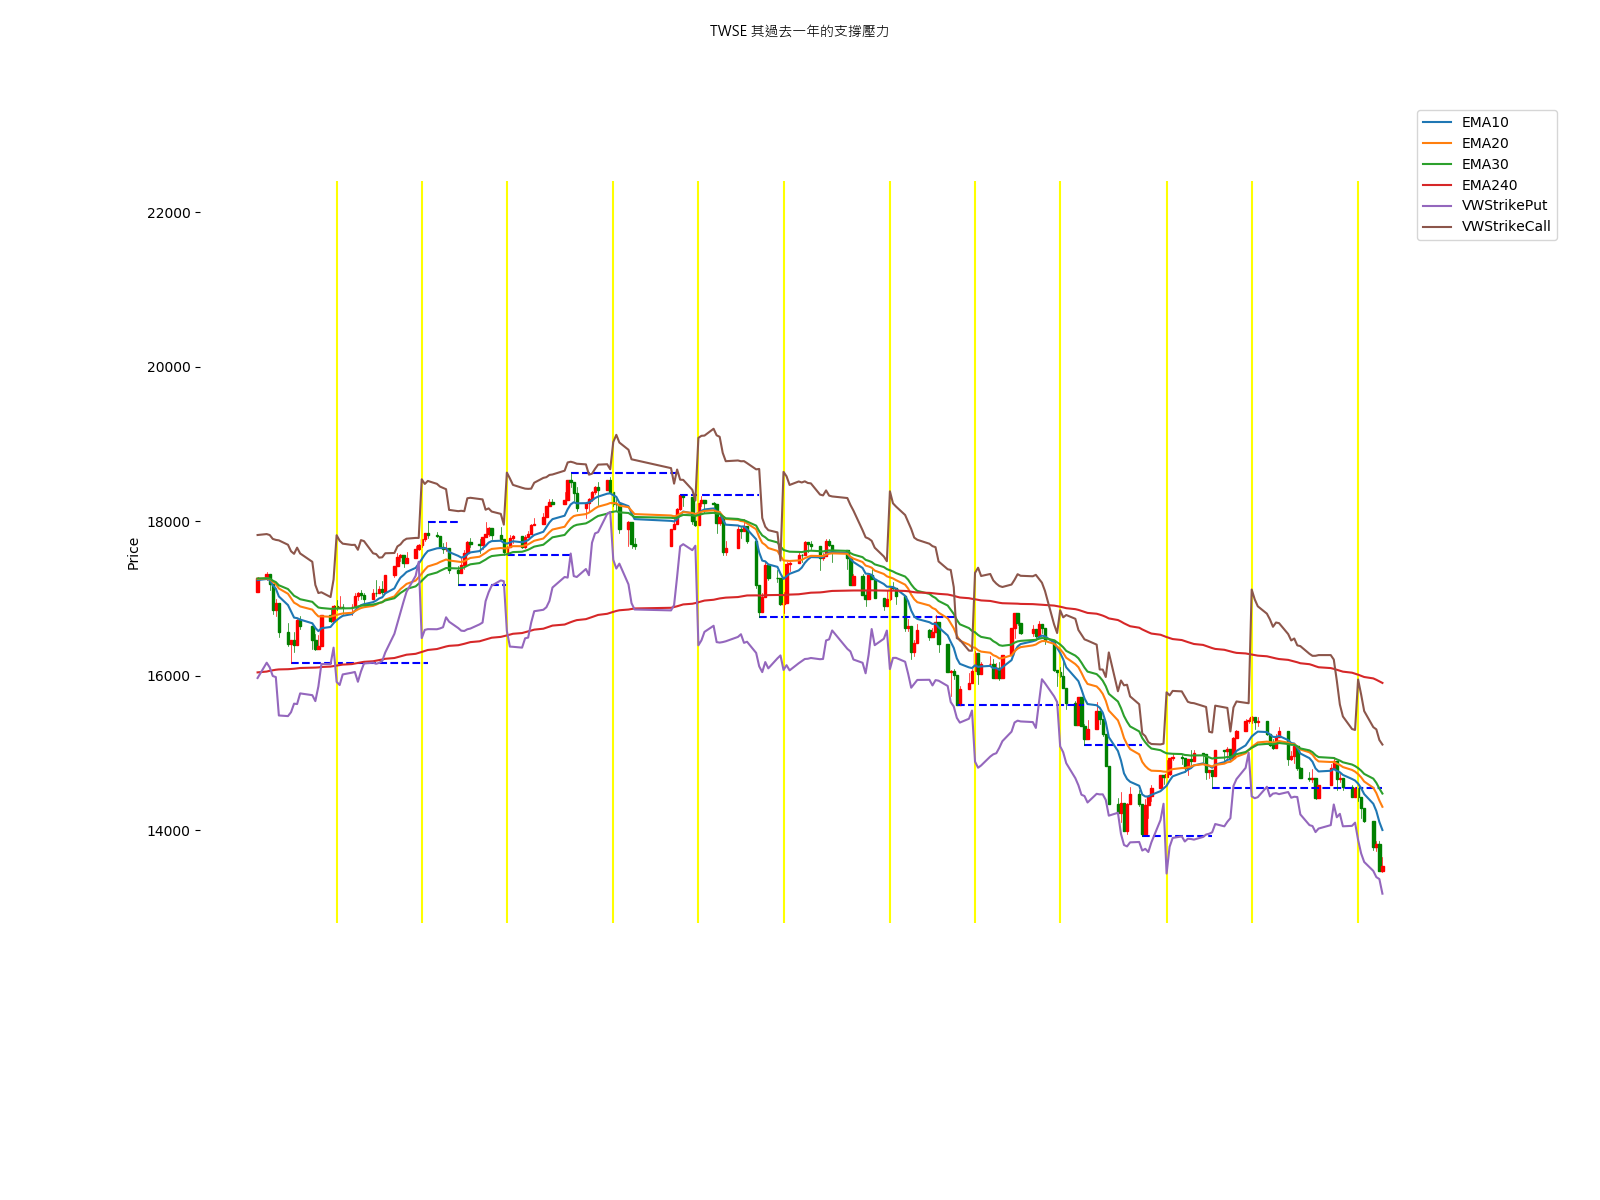 TWSE 其過去一年的支撐壓力
EMA10
EMA20
EMA30
EMA240
VWStrikePut
VWStrikeCall
22000
20000
18000
16000
14000
Price